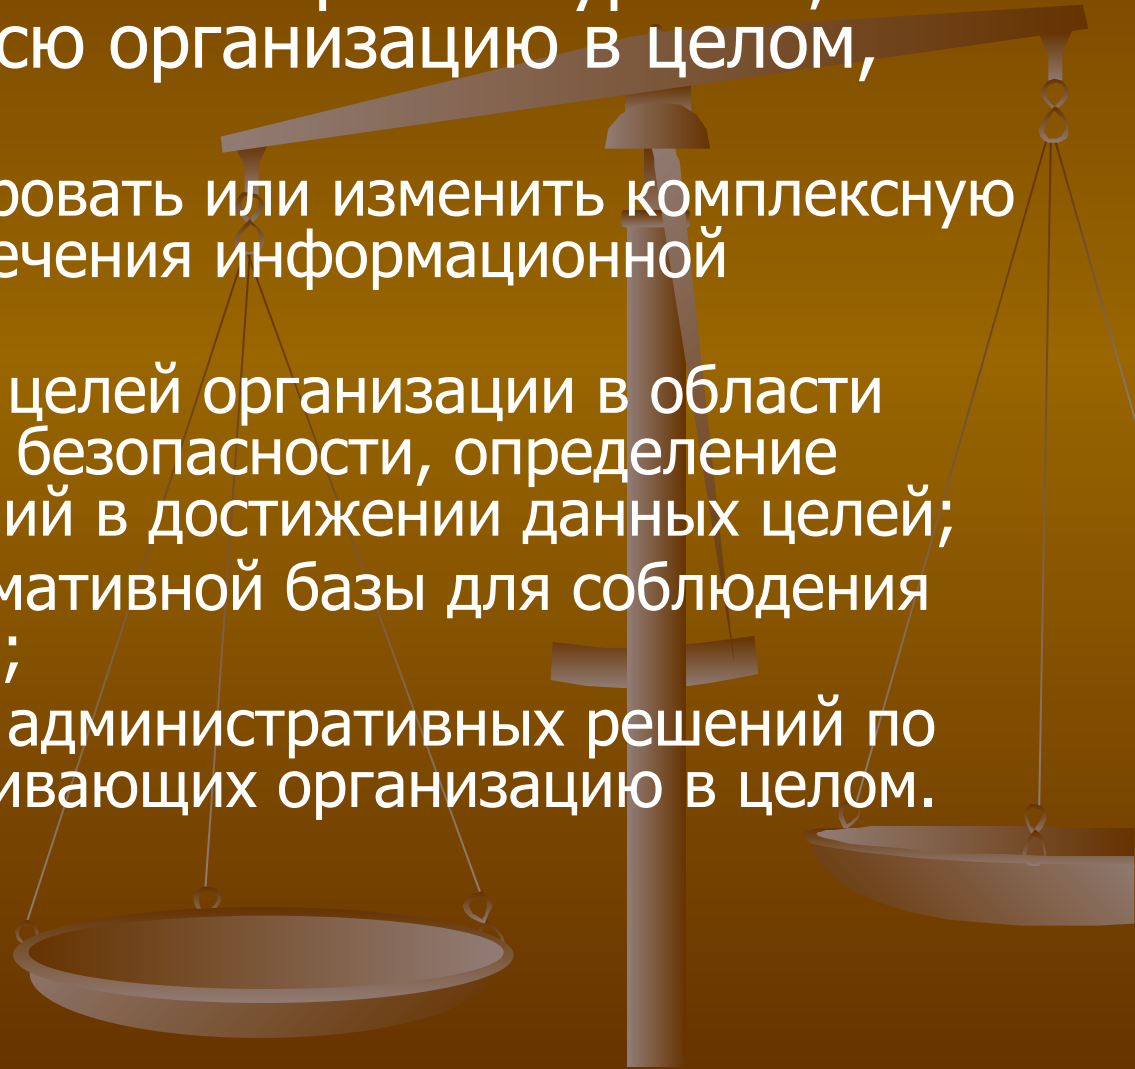 сю организацию в целом,
ровать или изменить комплексную
ечения информационной
целей организации в области
безопасности, определение
ий в достижении данных целей;
мативной базы для соблюдения
;
административных решений по
ивающих организацию в целом.